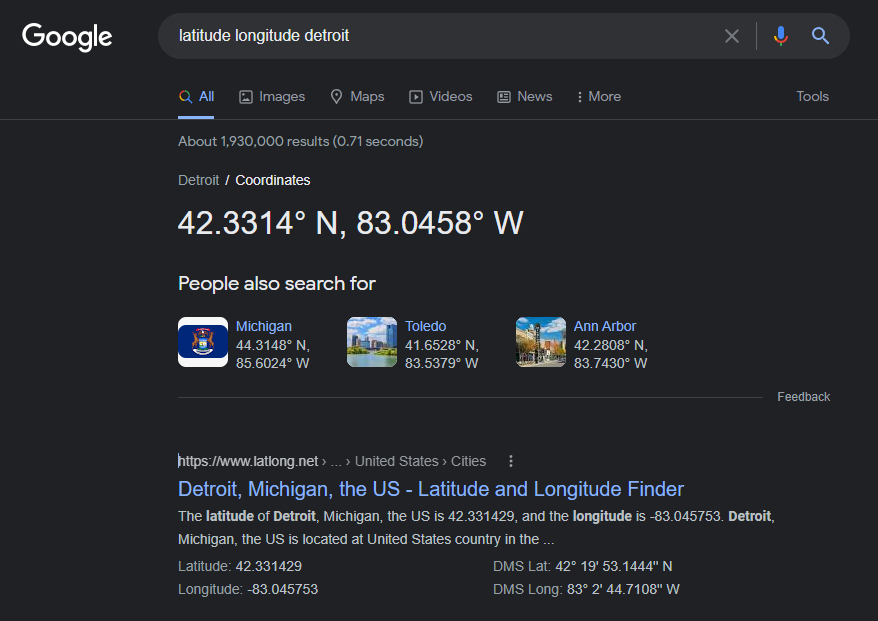 Google
latitude longitude detroit
All Images Maps Videos News More Tools
About 1,930,000 results (0.71 seconds)
Detroit / Coordinates
42.3314° N, 83.0458° W
People also search for
Michigan
44.3148° N,
85.6024° W
Toledo
41.6528° N,
83.5379° W
Ann Arbor
42.2808° N,
83.7430° W
Feedback
https://www.latlong.net › ... › United States › Cities
Detroit, Michigan, the US - Latitude and Longitude Finder
The latitude of Detroit, Michigan, the US is 42.331429, and the longitude is -83.045753. Detroit,
Michigan, the US is located at United States country in the ...
Latitude: 42.331429 DMS Lat: 42° 19' 53.1444'' N
Longitude: -83.045753 DMS Long: 83° 2' 44.7108'' W